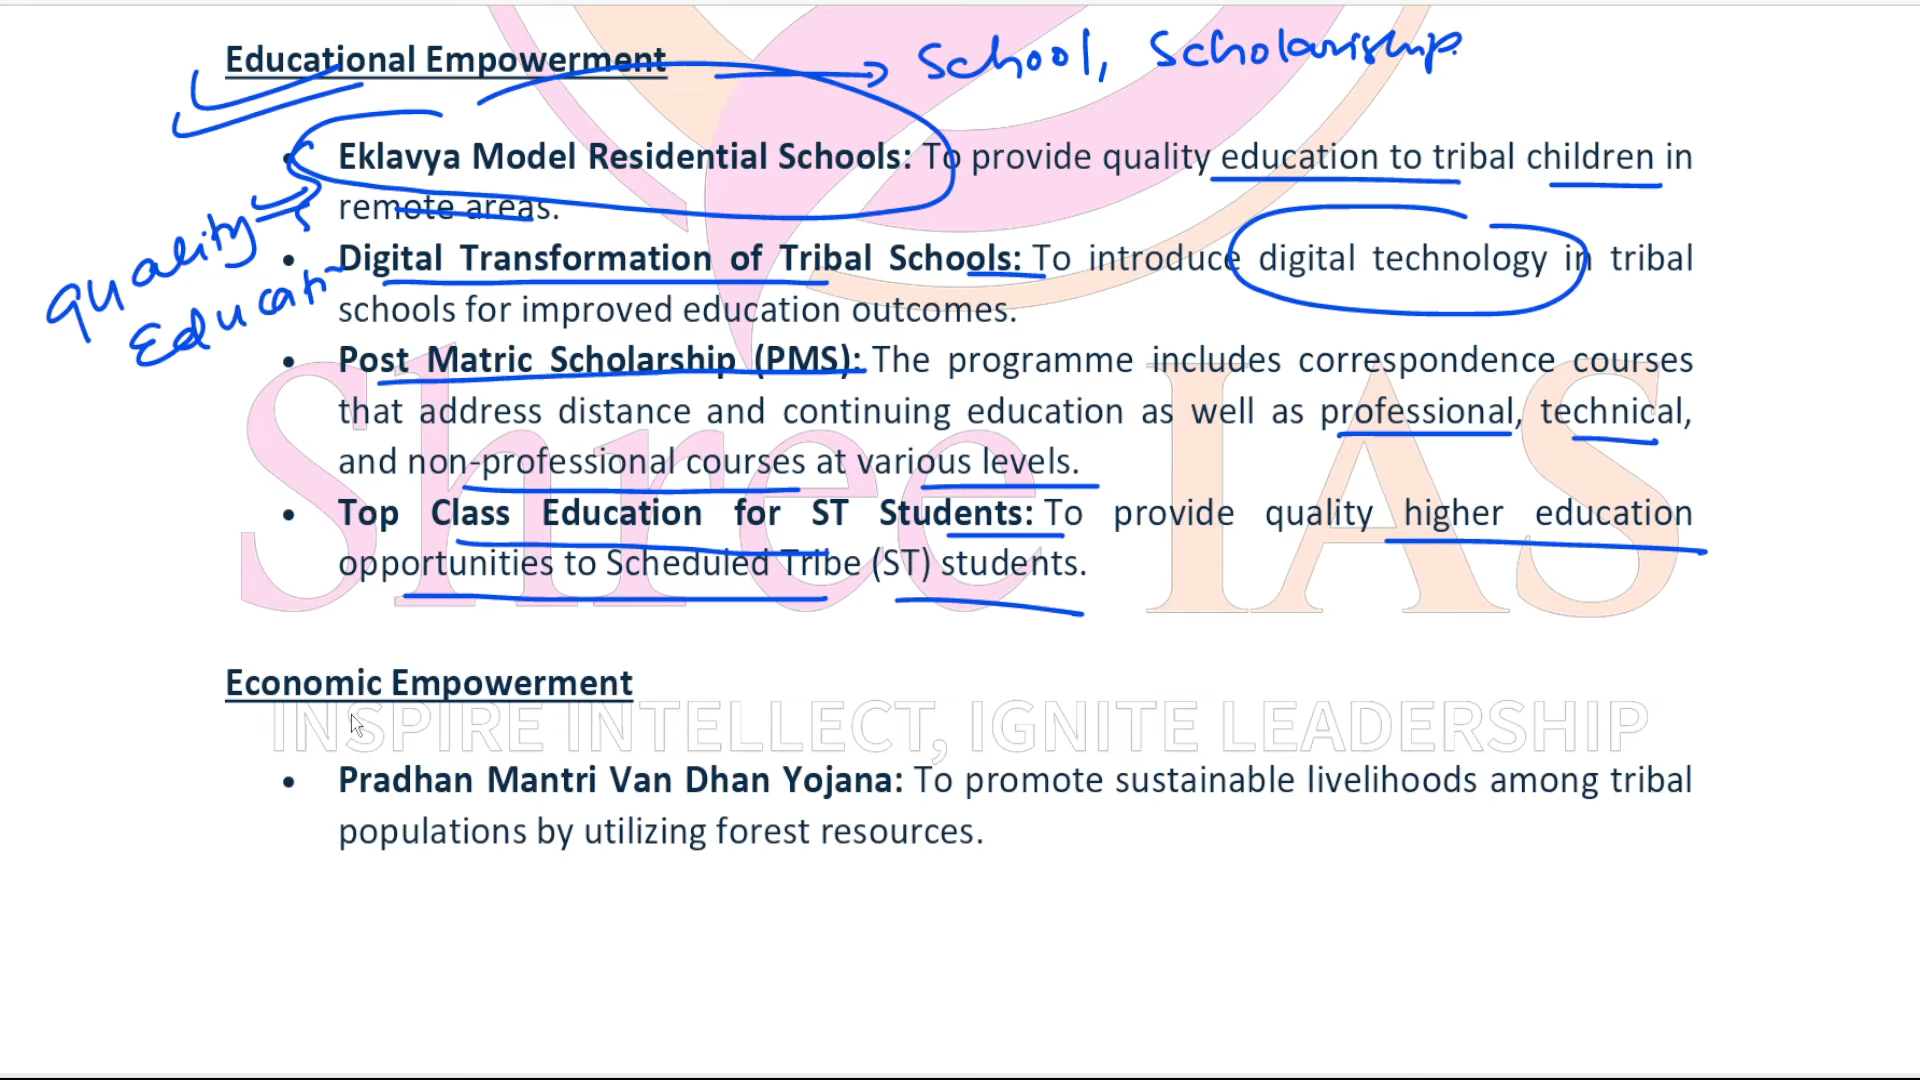 Educational Empowerment → School, Scholarship.
• Eklavya Model Residential Schools: To provide quality education to tribal children in
remote areas.
Quality
• Digital Transformation of Tribal Schools: To introduce digital technology in tribal
Educatn
schools for improved education outcomes.
• Post Matric Scholarship (PMS): The programme includes correspondence courses
that address distance and continuing education as well as professional, technical,
and non-professional courses at various levels.
• Top Class Education for ST Students: To provide quality higher education
opportunities to Scheduled Tribe (ST) students.
Shree IAS
Economic Empowerment
INSPIRE INTELLECT, IGNITE LEADERSHIP
• Pradhan Mantri Van Dhan Yojana: To promote sustainable livelihoods among tribal
populations by utilizing forest resources.